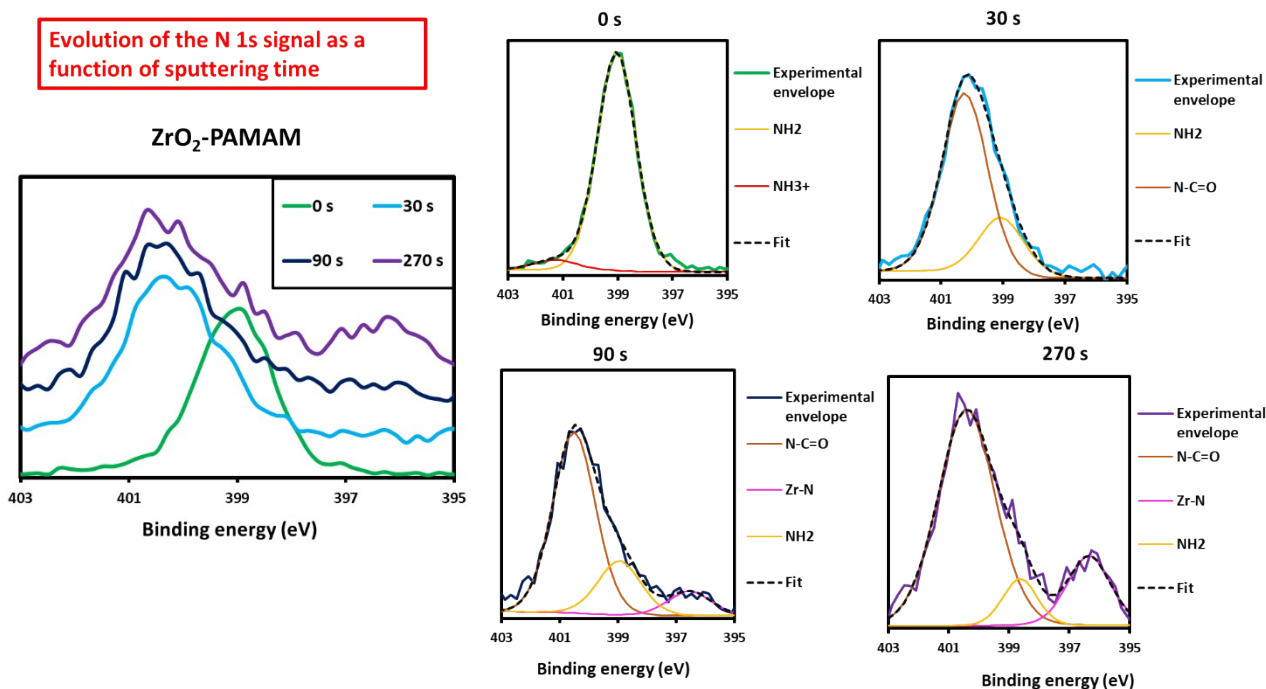 Evolution of the N 1s signal as a
function of sputtering time
ZrO₂-PAMAM
0 s
30 s
90 s
270 s
403
401
399
397
395
Binding energy (eV)
0 s
Experimental
envelope
NH2
NH3+
Fit
403
401
399
397
395
Binding energy (eV)
30 s
Experimental
envelope
NH2
N-C=O
Fit
403
401
399
397
395
Binding energy (eV)
90 s
Experimental
envelope
N-C=O
Zr-N
NH2
Fit
403
401
399
397
395
Binding energy (eV)
270 s
Experimental
envelope
N-C=O
Zr-N
NH2
Fit
403
401
399
397
395
Binding energy (eV)